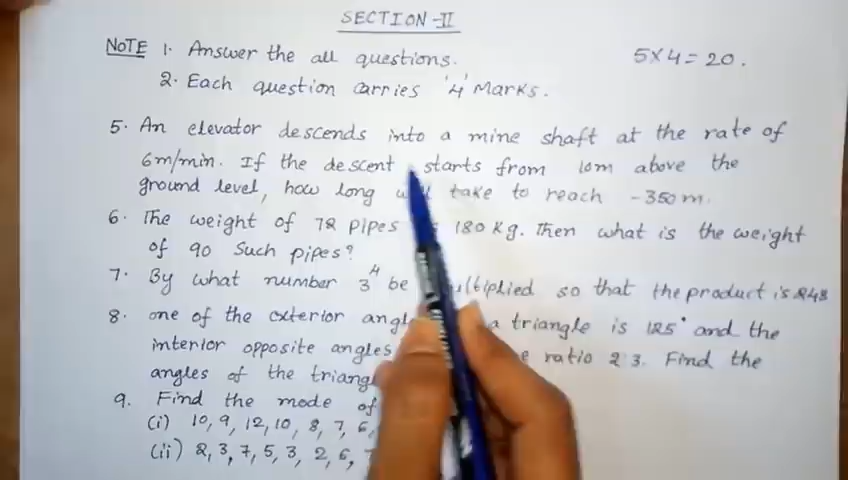 SECTION-II
NOTE 1. Answer the all questions. 5X4=20.
2. Each question carries '4' Marks.
5. An elevator descends into a mine shaft at the rate of
6m/min. If the descent starts from 10m above the
ground level, how long take to reach -350m.
6. The weight of 72 pipes 180 kg. Then what is the weight
of 90 Such pipes?
7. By what number 3⁴ be so that the product is 243
8. one of the exterior a triangle is 125° and the
interior opposite angles ratio 2:3. Find the
angles of the
9. Find the mode of
(i) 10, 9, 12, 10, 8, 7, 6,
(ii) 2, 3, 7, 5, 3, 2, 6,